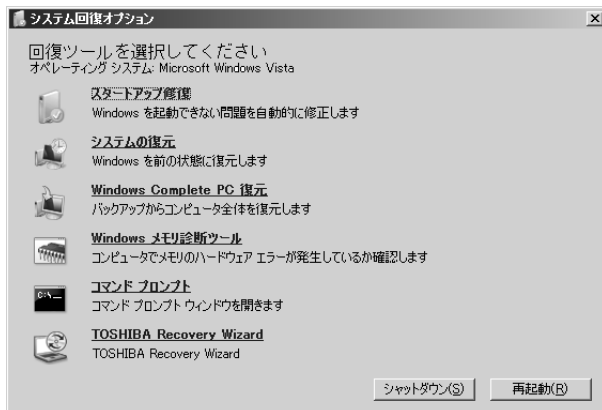 システム回復オプション
回復ツールを選択してください
オペレーティング システム: Microsoft Windows Vista
スタートアップ修復
Windows を起動できない問題を自動的に修正します
システムの復元
Windows を前の状態に復元します
Windows Complete PC 復元
バックアップからコンピュータ全体を復元します
Windows メモリ診断ツール
コンピュータでメモリのハードウェア エラーが発生しているか確認します
C:\_
コマンド プロンプト
コマンド プロンプト ウィンドウを開きます
TOSHIBA Recovery Wizard
TOSHIBA Recovery Wizard
シャットダウン(S)
再起動(R)